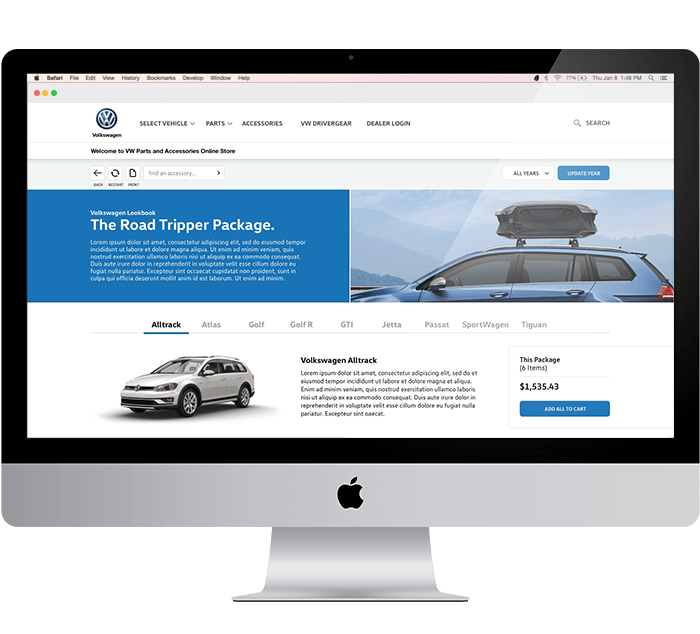 Safari File Edit View History Bookmarks Develop Window Help 77% Thu Jan 8 1:48 PM
Volkswagen
SELECT VEHICLE PARTS ACCESSORIES VW DRIVERGEAR DEALER LOGIN SEARCH
Welcome to VW Parts and Accessories Online Store
BACK RESTART PRINT find an accessory... ALL YEARS UPDATE YEAR
Volkswagen Lookbook
The Road Tripper Package.
Lorem ipsum dolor sit amet, consectetur adipiscing elit, sed do eiusmod tempor
incididunt ut labore et dolore magna aliqua. Ut enim ad minim veniam, quis
nostrud exercitation ullamco laboris nisi ut aliquip ex ea commodo consequat.
Duis aute irure dolor in reprehenderit in voluptate velit esse cillum dolore eu
fugiat nulla pariatur. Excepteur sint occaecat cupidatat non proident, sunt in
culpa qui officia deserunt mollit anim id est laborum. Ut enim ad minim.
Alltrack Atlas Golf Golf R GTI Jetta Passat SportWagen Tiguan
Volkswagen Alltrack
Lorem ipsum dolor sit amet, consectetur adipiscing elit, sed do eiusmod tempor incididunt ut labore et dolore magna aliqua.
Enim ad minim veniam, quis nostrud exercitation ullamco laboris
nisi ut aliquip ex ea commodo consequat. Duis aute irure dolor in
reprehenderit in voluptate velit esse cillum dolore eu fugiat nulla
pariatur. Excepteur sint oaecat.
This Package
(6 Items)
$1,535.43
ADD ALL TO CART